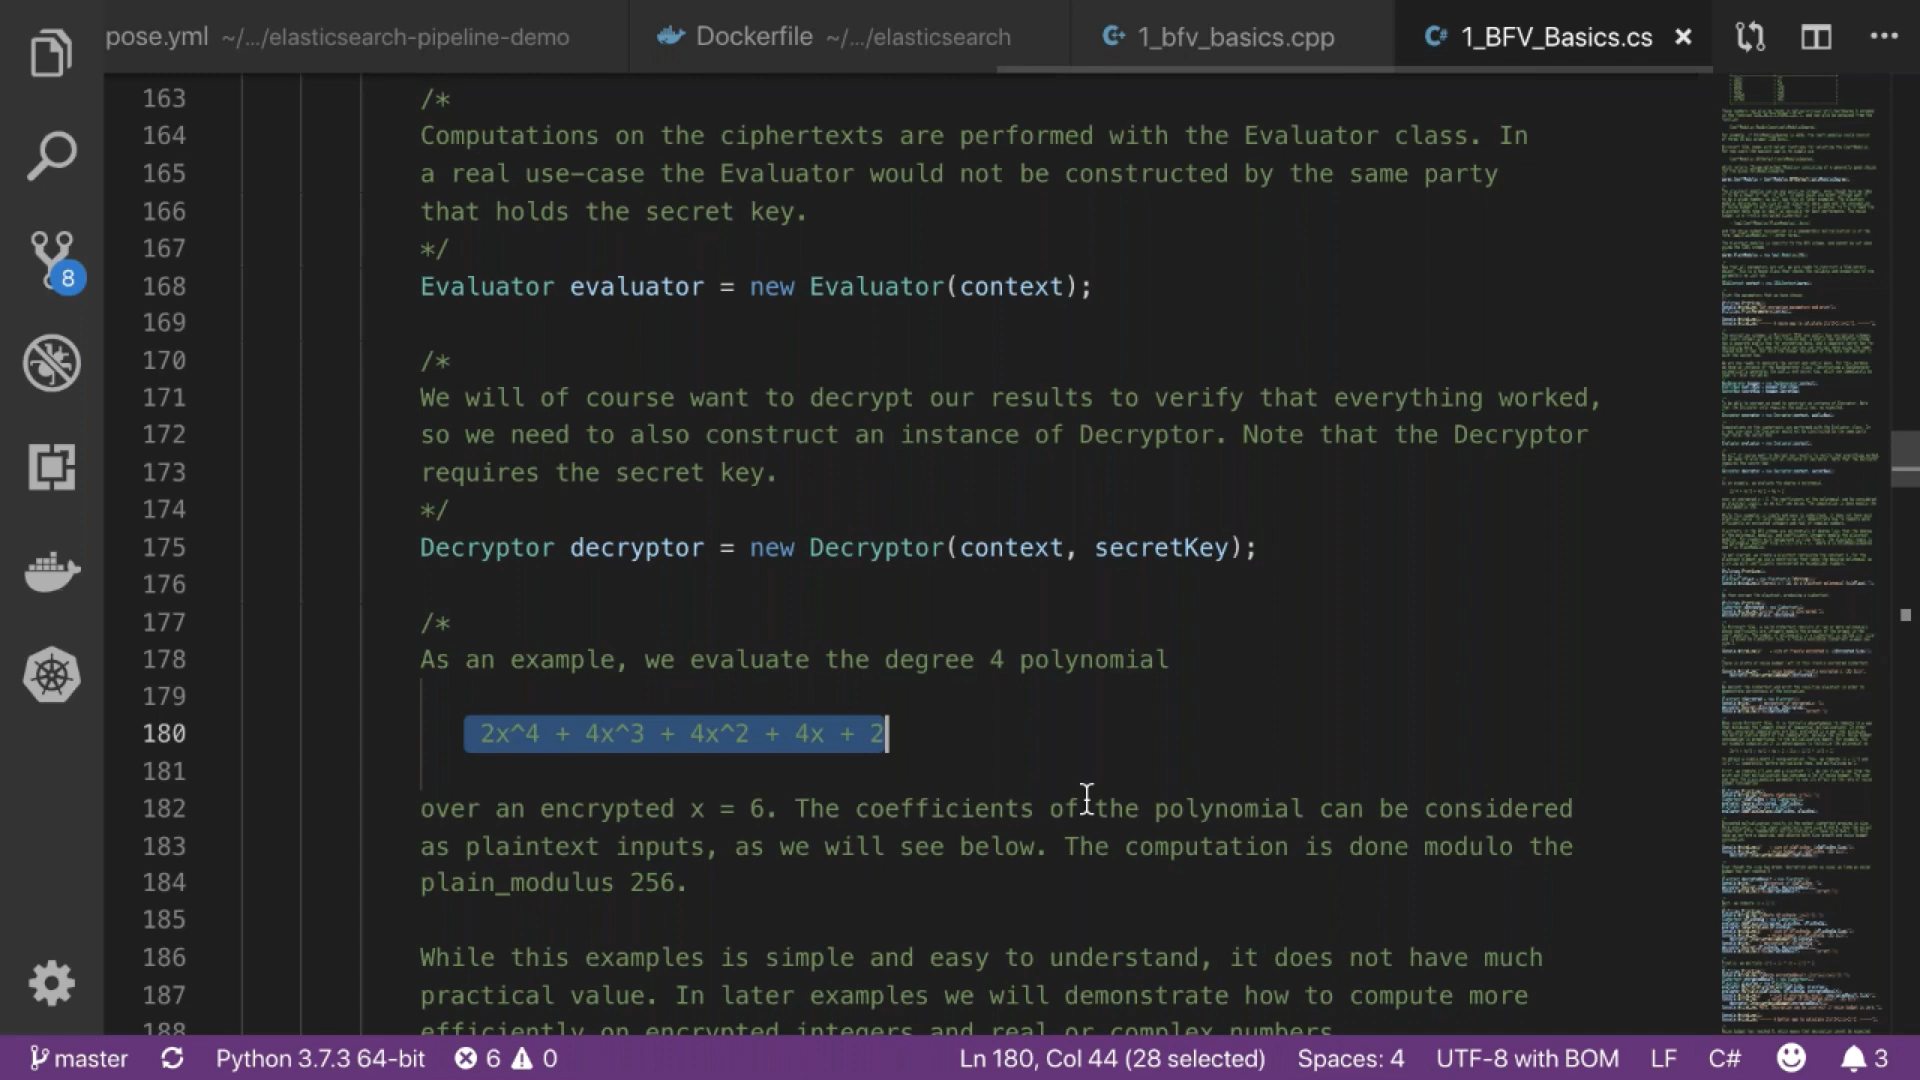 pose.yml ~/.../elasticsearch-pipeline-demo
Dockerfile ~/.../elasticsearch
1_bfv_basics.cpp
1_BFV_Basics.cs
163 /*
164 Computations on the ciphertexts are performed with the Evaluator class. In
165 a real use-case the Evaluator would not be constructed by the same party
166 that holds the secret key.
167 */
168 Evaluator evaluator = new Evaluator(context);
169
170 /*
171 We will of course want to decrypt our results to verify that everything worked,
172 so we need to also construct an instance of Decryptor. Note that the Decryptor
173 requires the secret key.
174 */
175 Decryptor decryptor = new Decryptor(context, secretKey);
176
177 /*
178 As an example, we evaluate the degree 4 polynomial
179
180 2x^4 + 4x^3 + 4x^2 + 4x + 2
181
182 over an encrypted x = 6. The coefficients of the polynomial can be considered
183 as plaintext inputs, as we will see below. The computation is done modulo the
184 plain_modulus 256.
185
186 While this examples is simple and easy to understand, it does not have much
187 practical value. In later examples we will demonstrate how to compute more
188 efficiently on encrypted integers and real or complex numbers.
8
master Python 3.7.3 64-bit 6 0 Ln 180, Col 44 (28 selected) Spaces: 4 UTF-8 with BOM LF C# 3